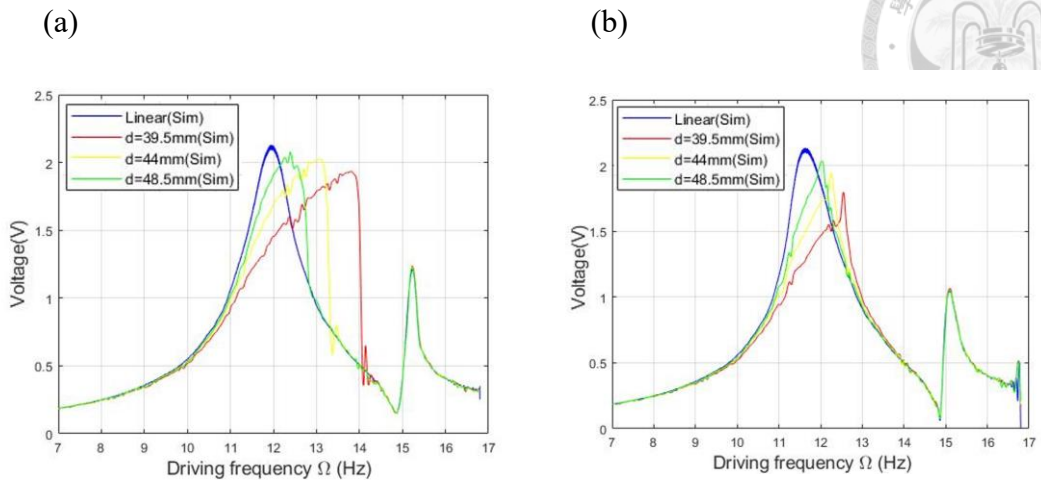 (a)
(b)
2.5
2
1.5
1
0.5
0
Voltage(V)
Linear(Sim)
d=39.5mm(Sim)
d=44mm(Sim)
d=48.5mm(Sim)
7 8 9 10 11 12 13 14 15 16 17
Driving frequency Ω (Hz)
2.5
2
1.5
1
0.5
0
Voltage(V)
Linear(Sim)
d=39.5mm(Sim)
d=44mm(Sim)
d=48.5mm(Sim)
7 8 9 10 11 12 13 14 15 16 17
Driving frequency Ω (Hz)